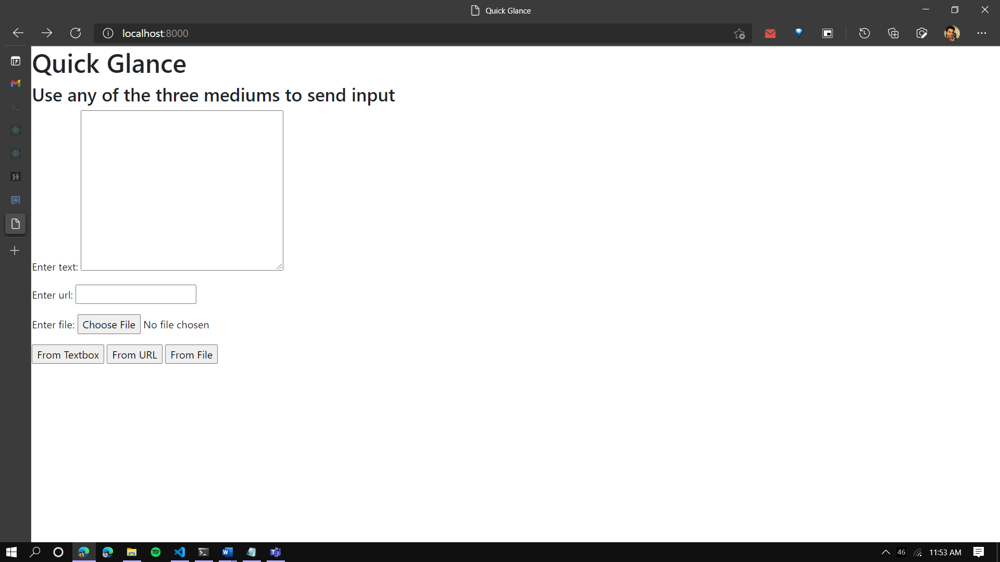 Quick Glance
localhost:8000
Quick Glance
Use any of the three mediums to send input
Enter text:
Enter url:
Enter file: Choose File No file chosen
From Textbox From URL From File
46 11:53 AM